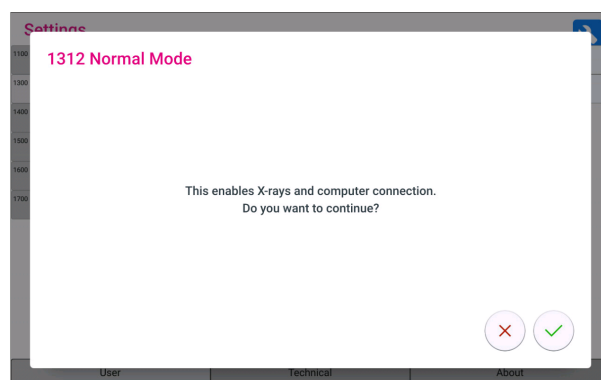 Settings
1100
1312 Normal Mode
1300
1400
1500
1600
1700
This enables X-rays and computer connection.
Do you want to continue?
User
Technical
About